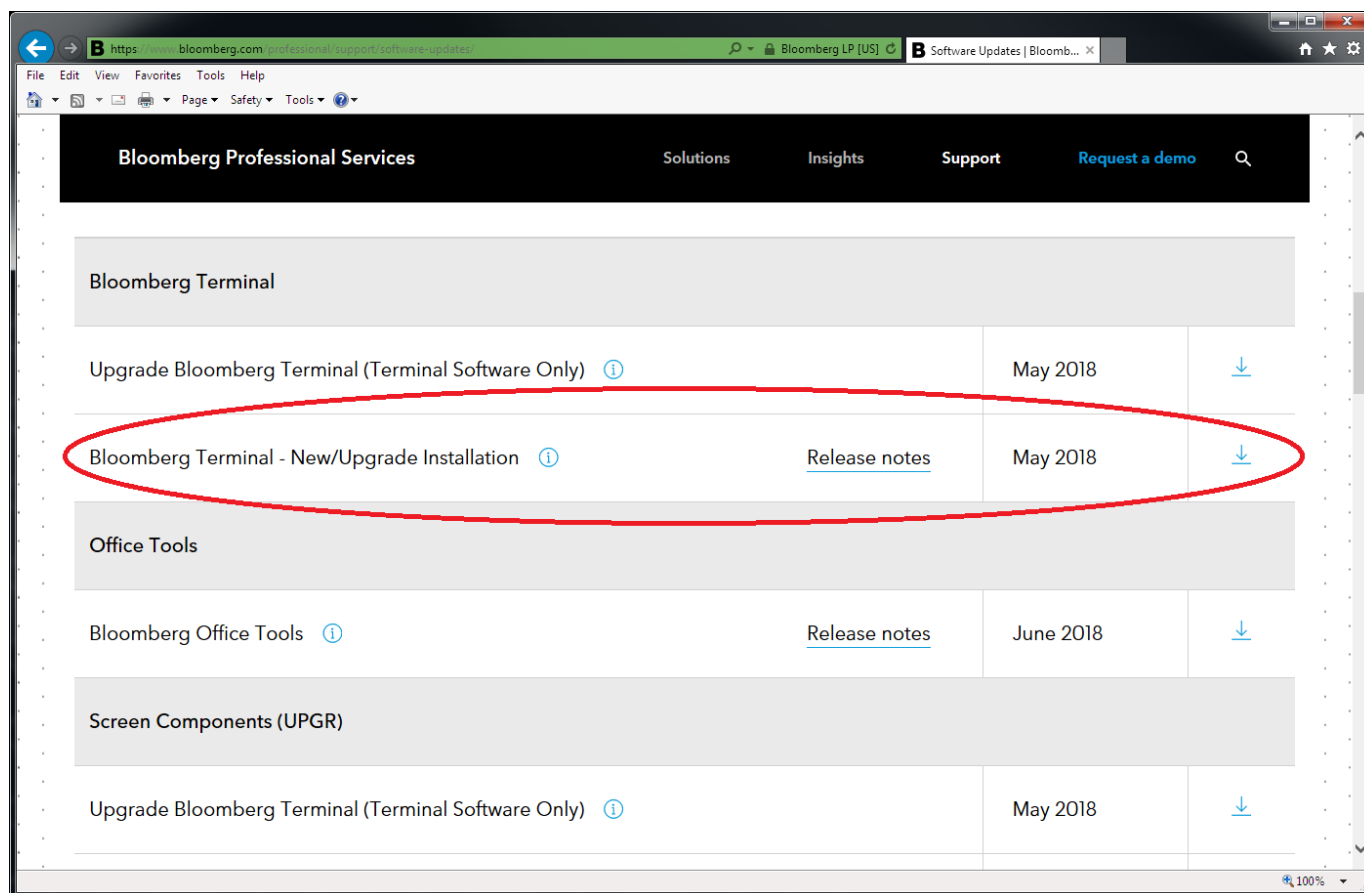 B https://www.bloomberg.com/professional/support/software-updates/ Bloomberg LP [US] B Software Updates | Bloomb...
File Edit View Favorites Tools Help
Page Safety Tools
Bloomberg Professional Services Solutions Insights Support Request a demo
Bloomberg Terminal
Upgrade Bloomberg Terminal (Terminal Software Only) i May 2018
Bloomberg Terminal - New/Upgrade Installation i Release notes May 2018
Office Tools
Bloomberg Office Tools i Release notes June 2018
Screen Components (UPGR)
Upgrade Bloomberg Terminal (Terminal Software Only) i May 2018
100%